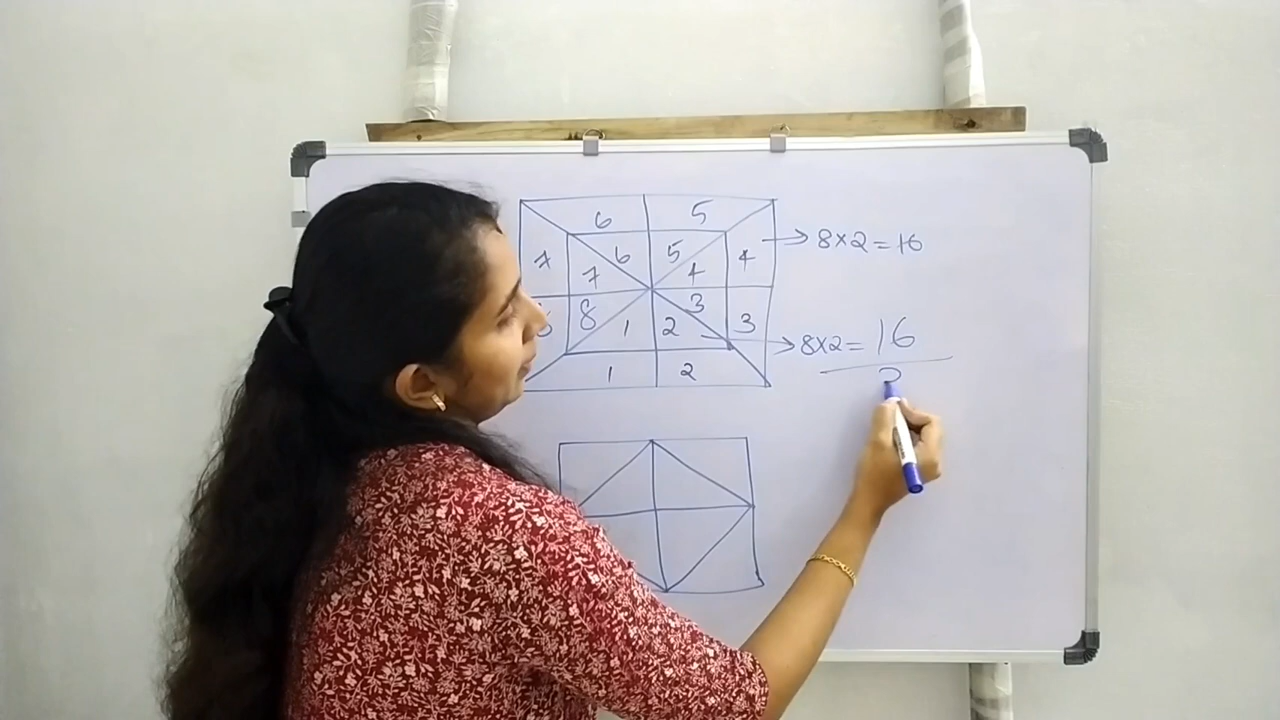 6 5
7 6 5 4
7 4
8 1 2 3 3
1 2
8×2=16
8×2=16